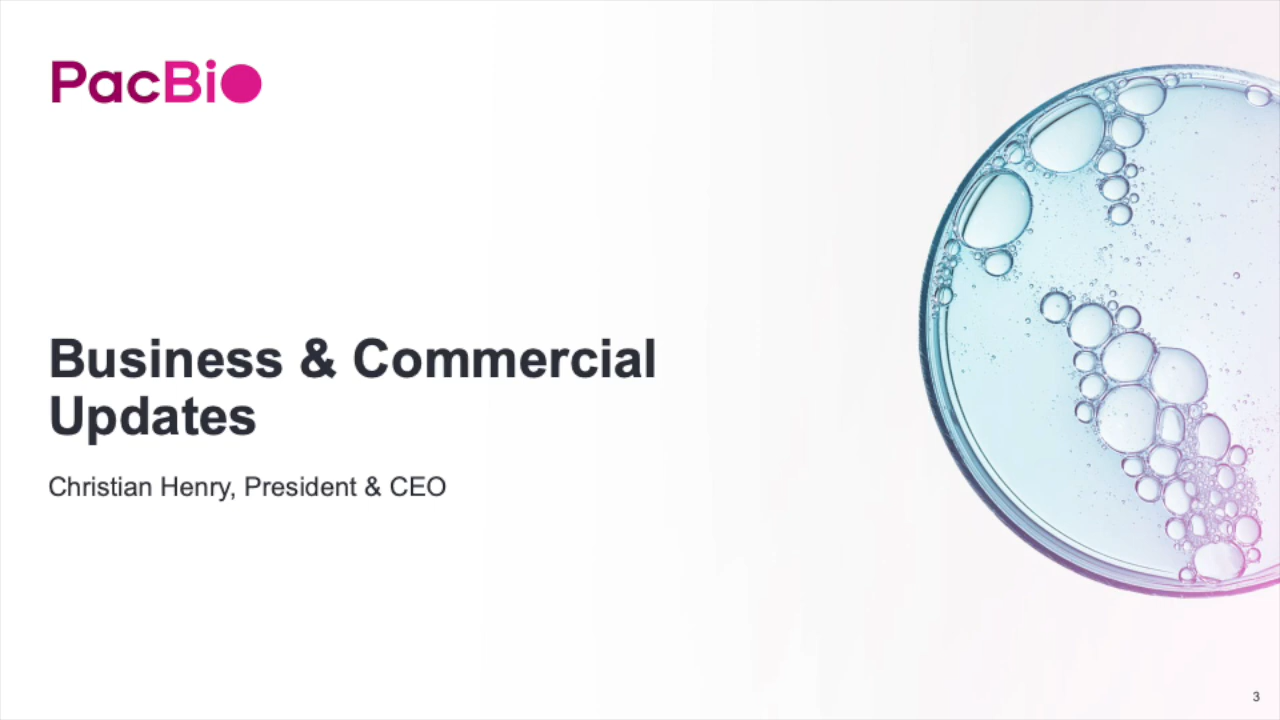 PacBio
Business & Commercial
Updates
Christian Henry, President & CEO
3